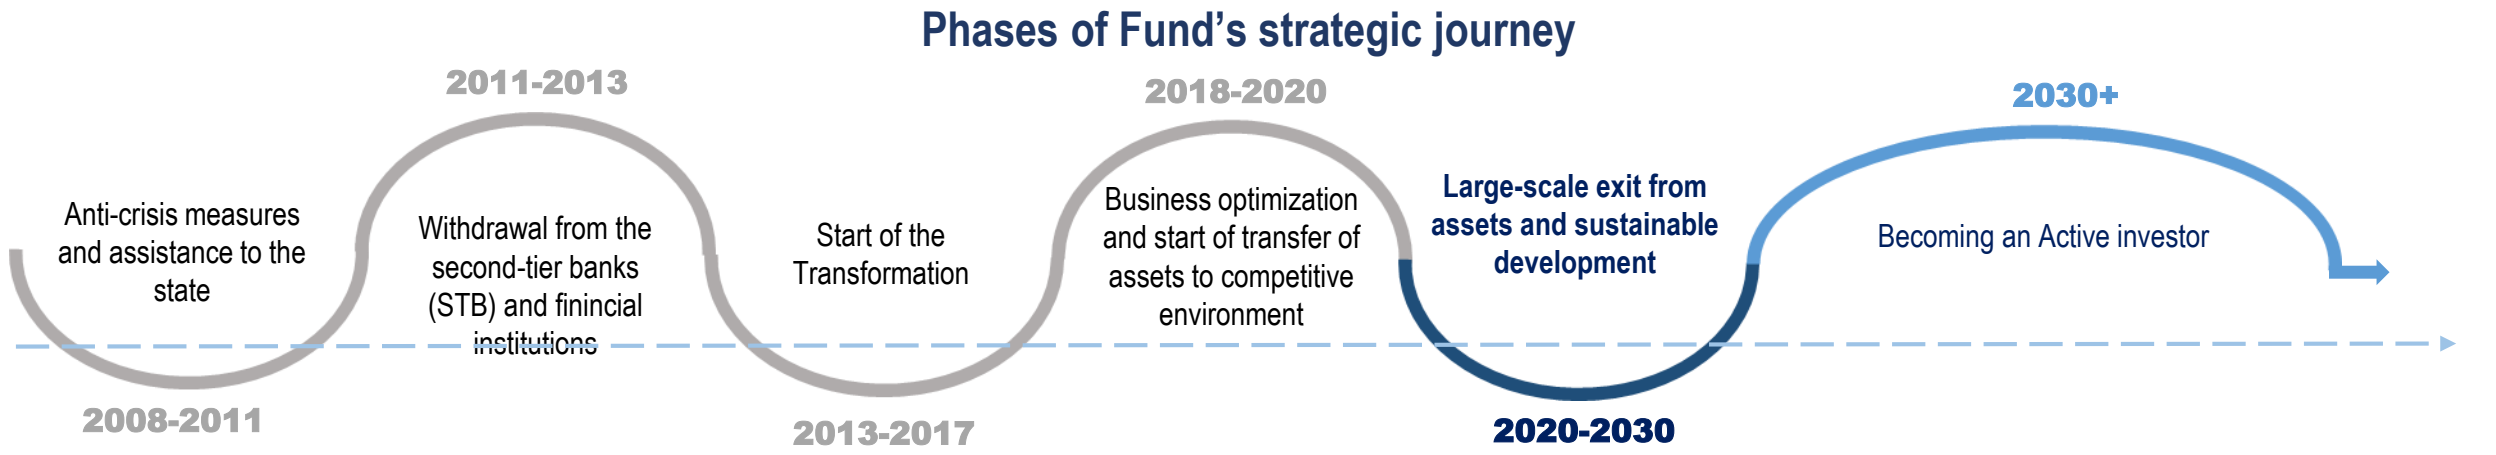 Phases of Fund's strategic journey
2008-2011
Anti-crisis measures
and assistance to the
state
2011-2013
Withdrawal from the
second-tier banks
(STB) and finincial
institutions
2013-2017
Start of the
Transformation
2018-2020
Business optimization
and start of transfer of
assets to competitive
environment
2020-2030
Large-scale exit from
assets and sustainable
development
2030+
Becoming an Active investor